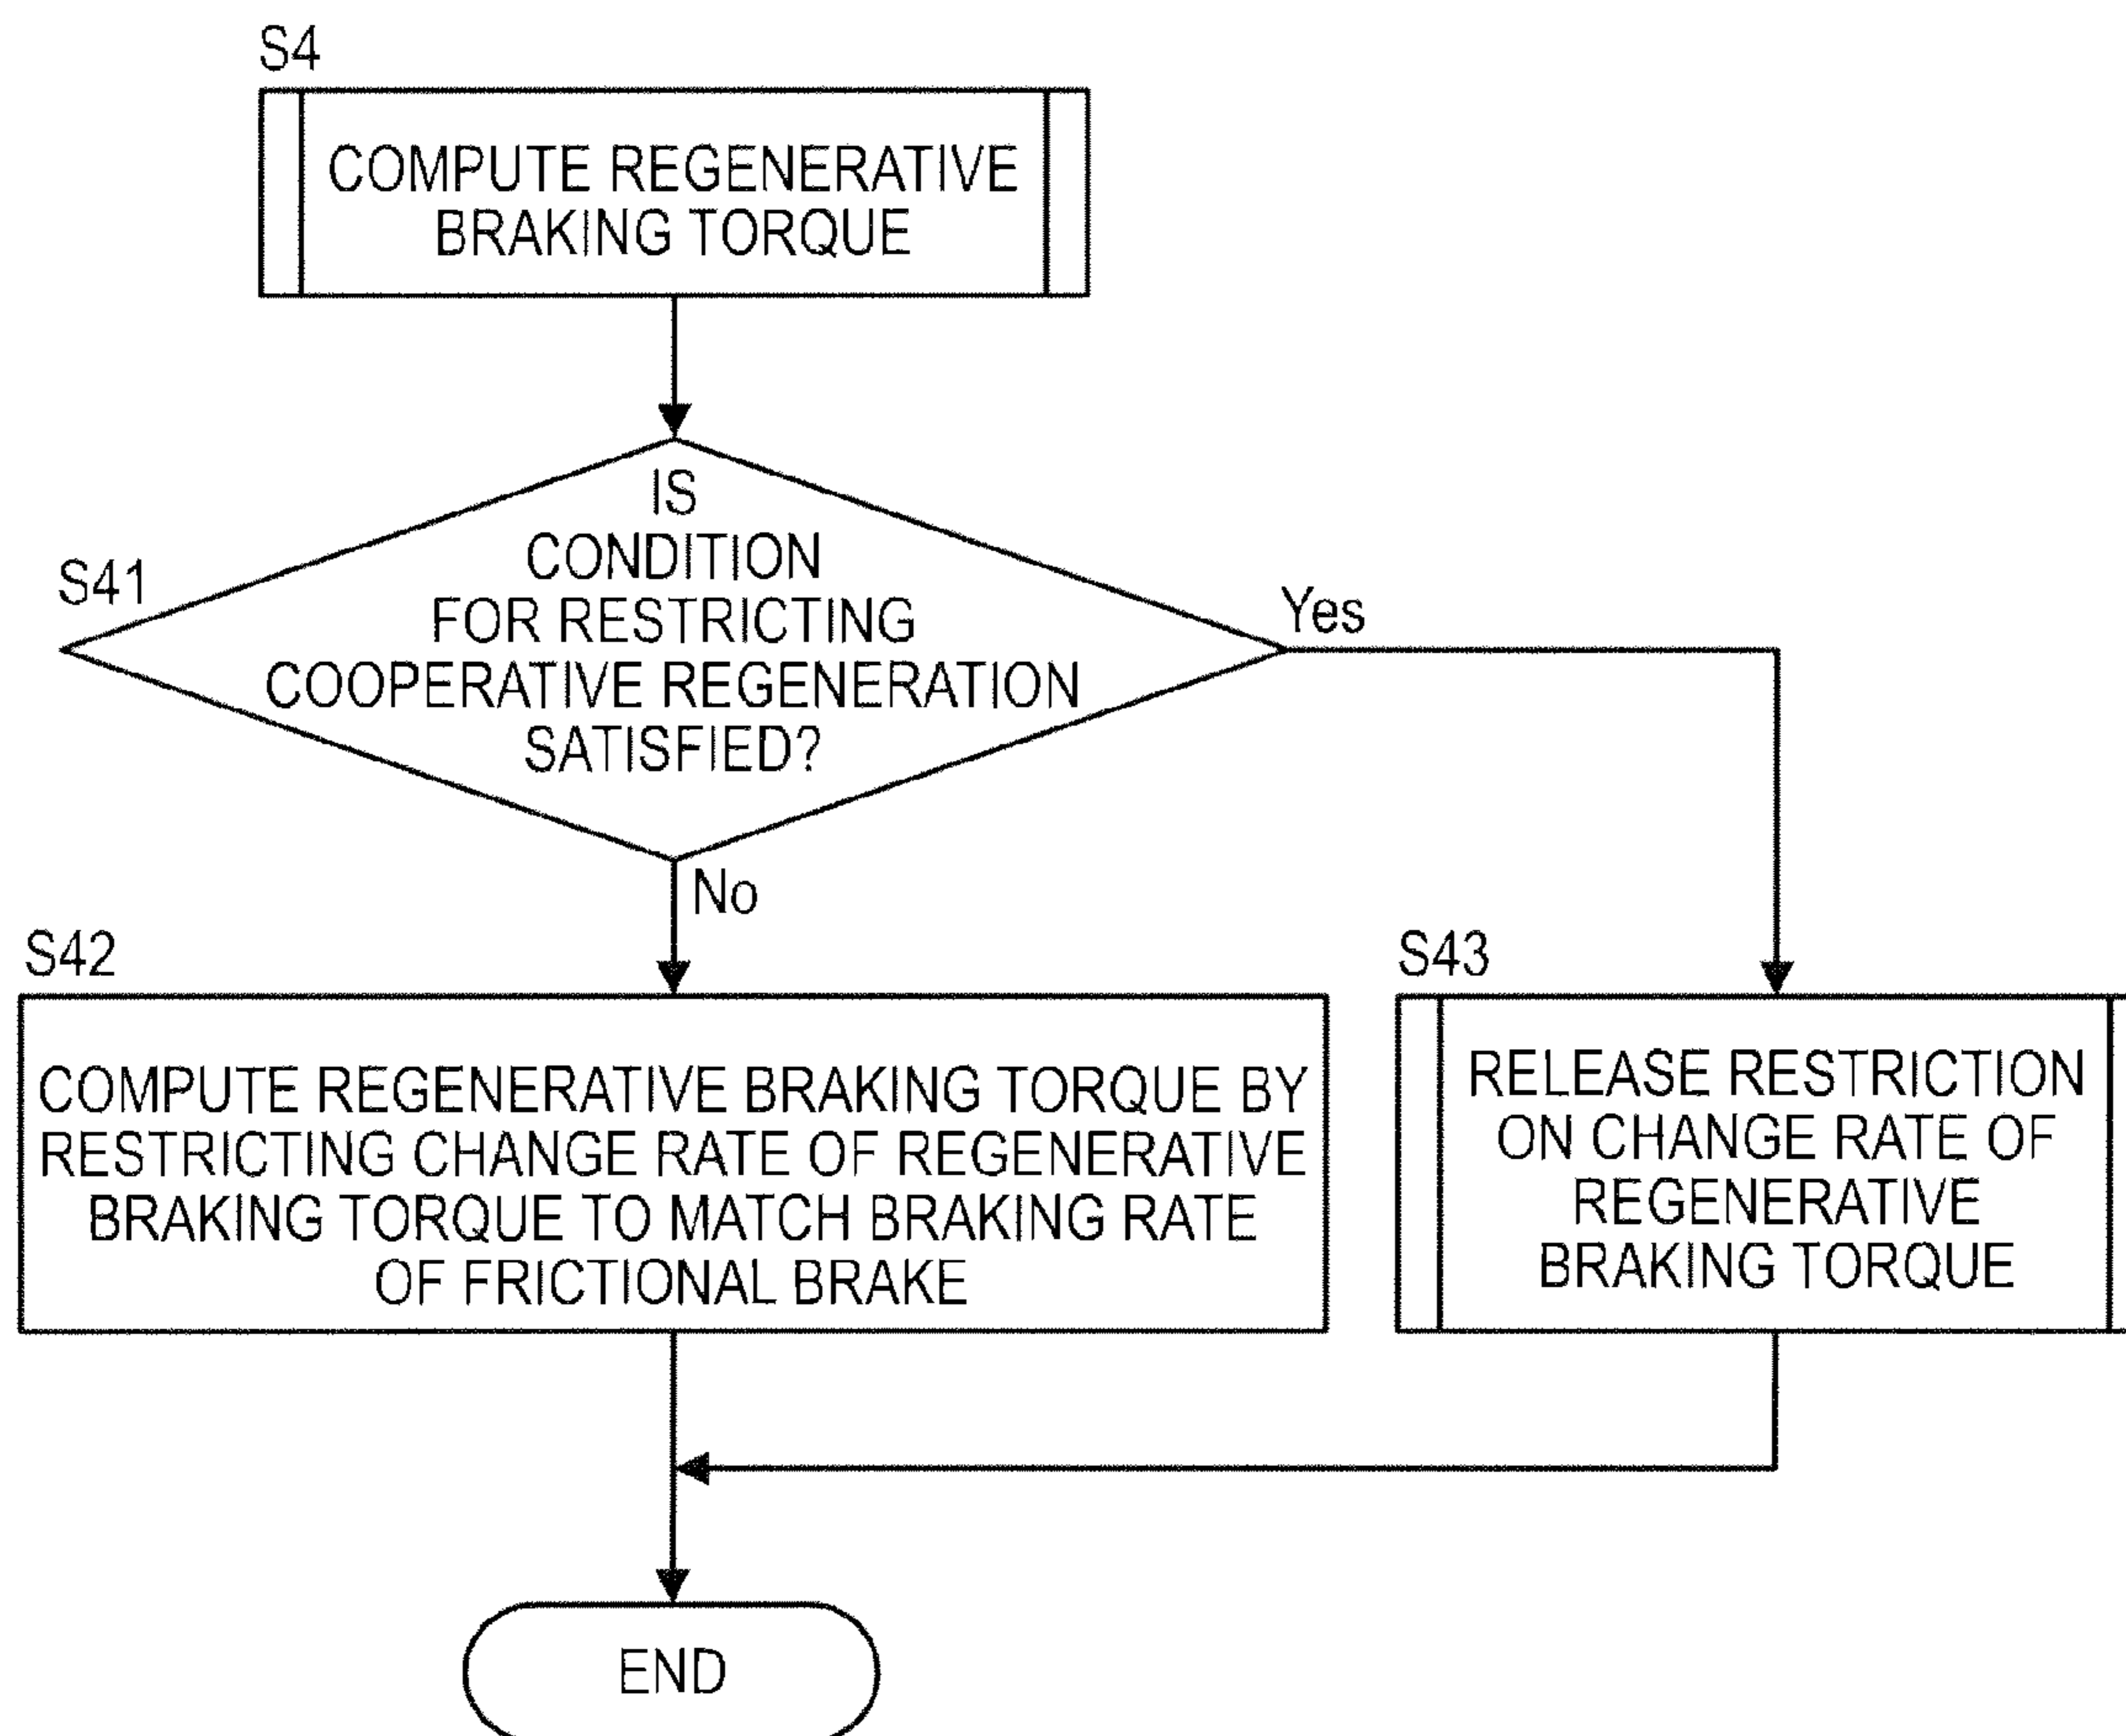 S4
COMPUTE REGENERATIVE
BRAKING TORQUE
IS
CONDITION
FOR RESTRICTING
COOPERATIVE REGENERATION
SATISFIED?
S41
Yes
No
S42
COMPUTE REGENERATIVE BRAKING TORQUE BY
RESTRICTING CHANGE RATE OF REGENERATIVE
BRAKING TORQUE TO MATCH BRAKING RATE
OF FRICTIONAL BRAKE
S43
RELEASE RESTRICTION
ON CHANGE RATE OF
REGENERATIVE
BRAKING TORQUE
END